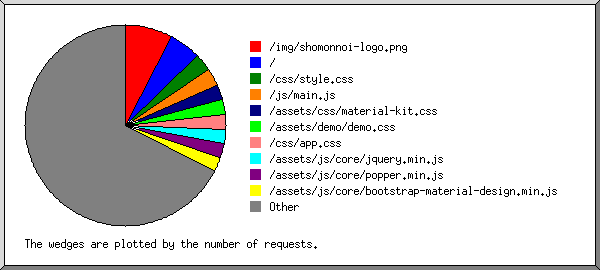 /img/shomonnoi-logo.png
/
/css/style.css
/js/main.js
/assets/css/material-kit.css
/assets/demo/demo.css
/css/app.css
/assets/js/core/jquery.min.js
/assets/js/core/popper.min.js
/assets/js/core/bootstrap-material-design.min.js
Other
The wedges are plotted by the number of requests.